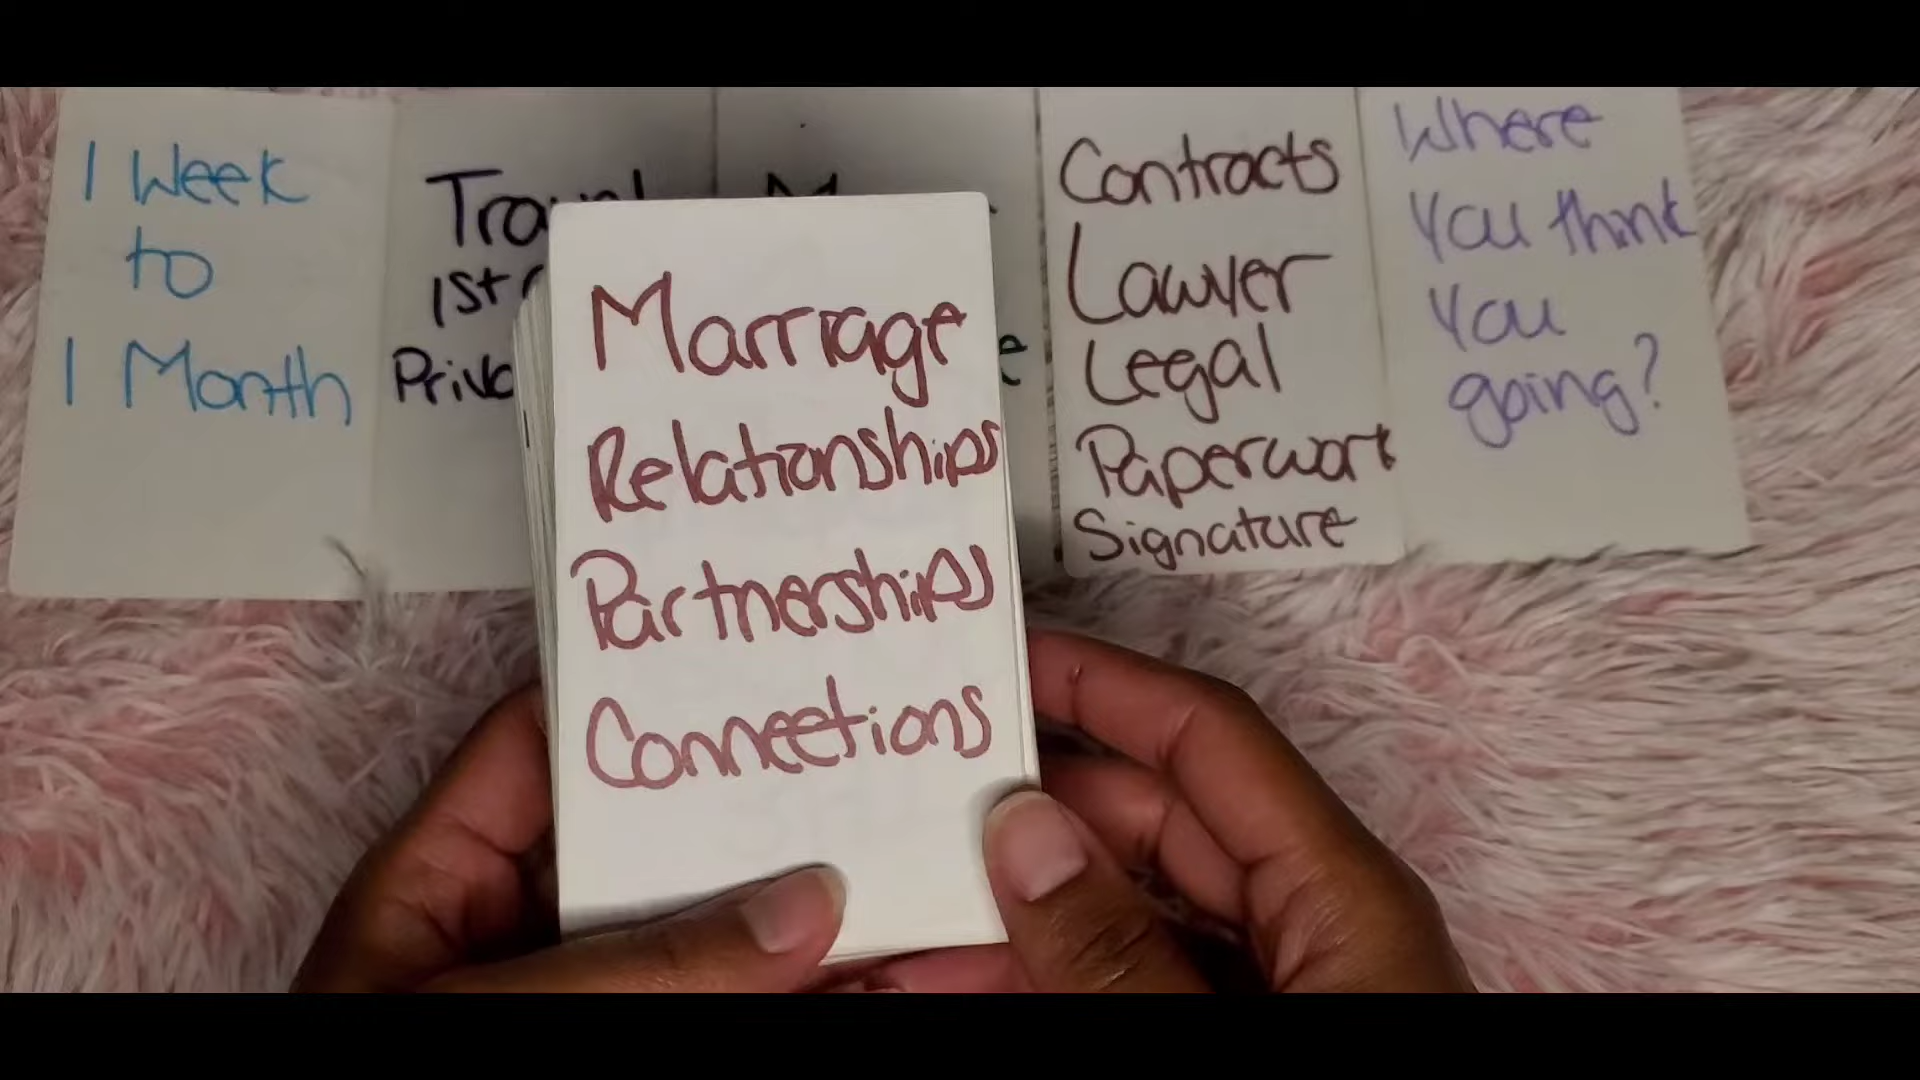 1 Week
to
1 Month
1st
Contracts
Lawyer
Legal
Paperwork
Signature
Where
You think
You
going?
Marriage
Relationships
Partnerships
Connections